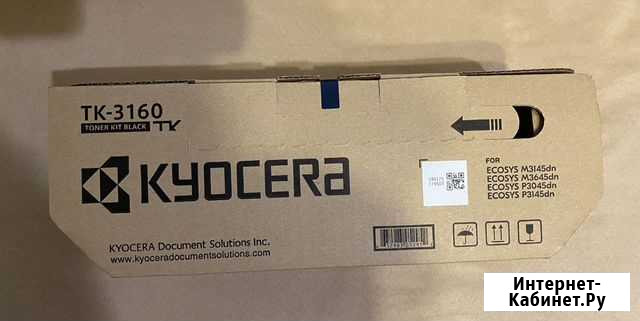 TK-3160
TONER KIT BLACK TK
KYOCERA
FOR
ECOSYS M3145dn
ECOSYS M3645dn
ECOSYS P3045dn
ECOSYS P3145dn
KYOCERA Document Solutions Inc.
www.kyoceradocumentsolutions.com
Интернет-
Кабинет.Ру